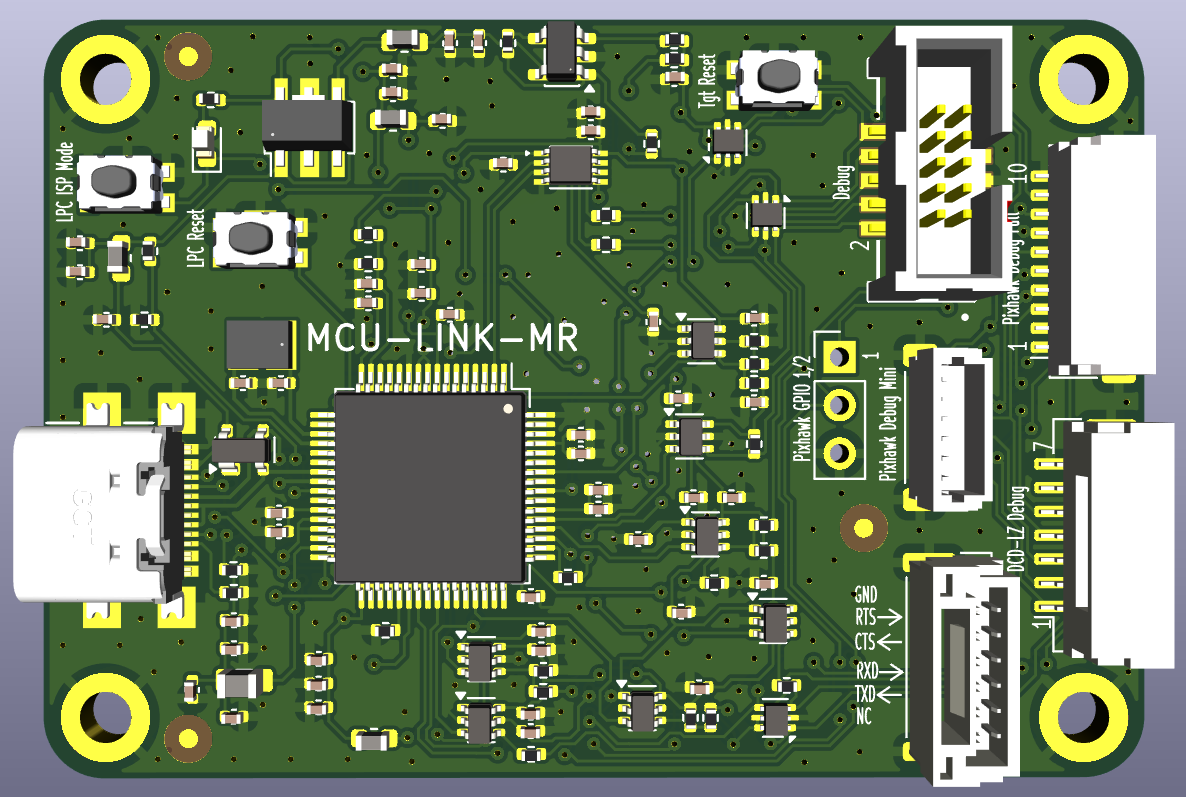 Tgt Reset
LPC ISP Mode
LPC Reset
Debug
2
10
Pixhawk Debug Full
1
MCU-LINK-MR
Pixhawk GPIO 1/2
1
Pixhawk Debug Mini
7
DCD-LZ Debug
1
GND
RTS→
CTS←
RXD→
TXD←
NC